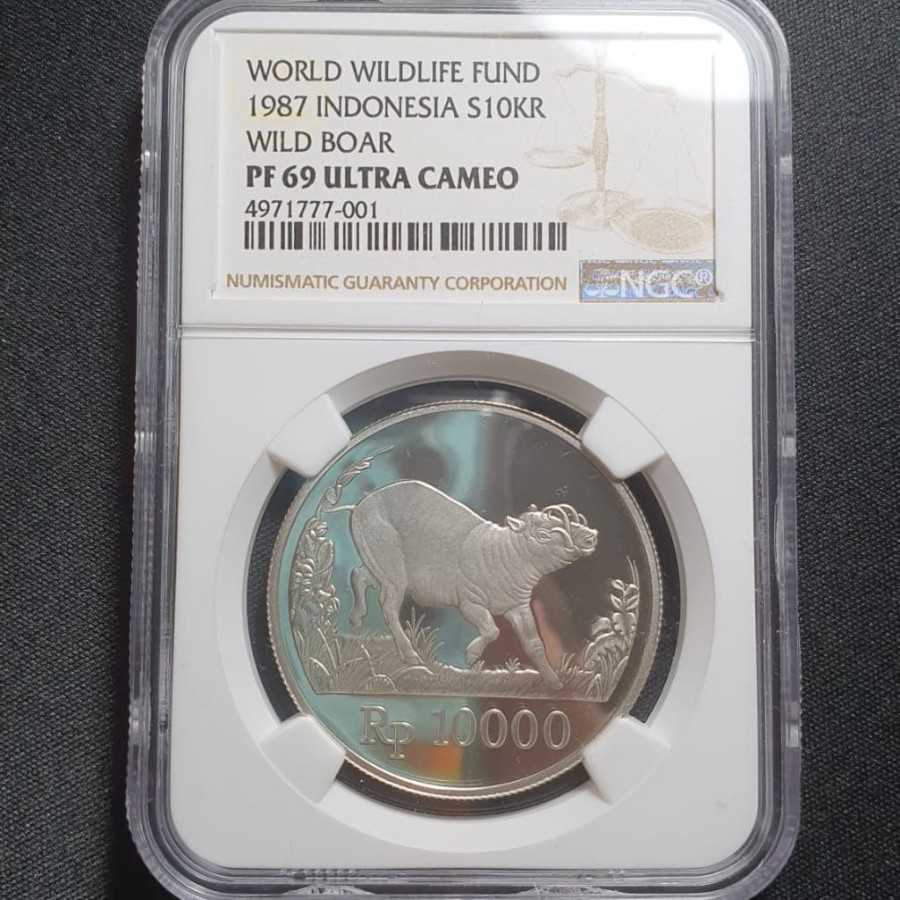 WORLD WILDLIFE FUND
1987 INDONESIA S10KR
WILD BOAR
PF 69 ULTRA CAMEO
4971777-001
NUMISMATIC GUARANTY CORPORATION
NGC®
Rp 10000